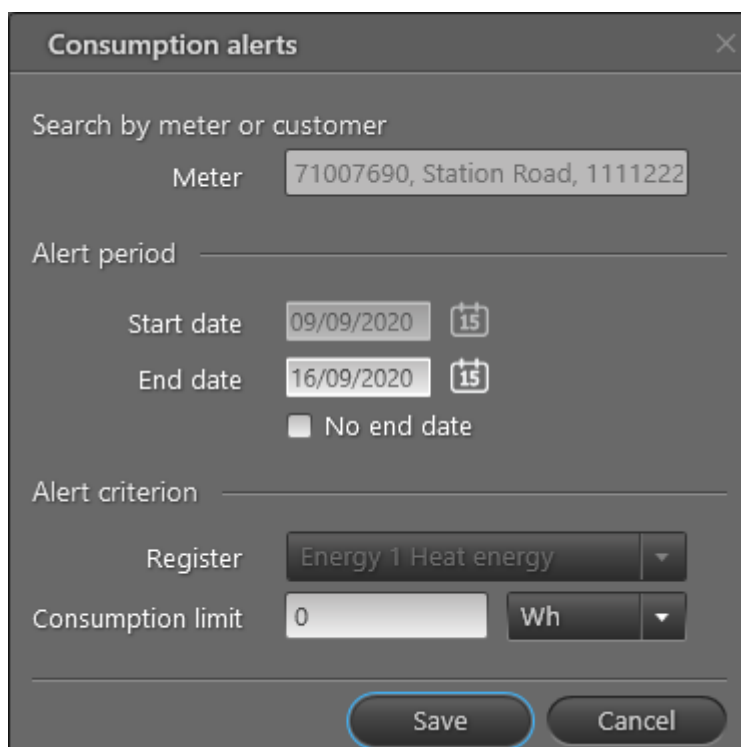 Consumption alerts
Search by meter or customer
Meter 71007690, Station Road, 1111222
Alert period
Start date 09/09/2020 15
End date 16/09/2020 15
No end date
Alert criterion
Register Energy 1 Heat energy
Consumption limit 0 Wh
Save Cancel